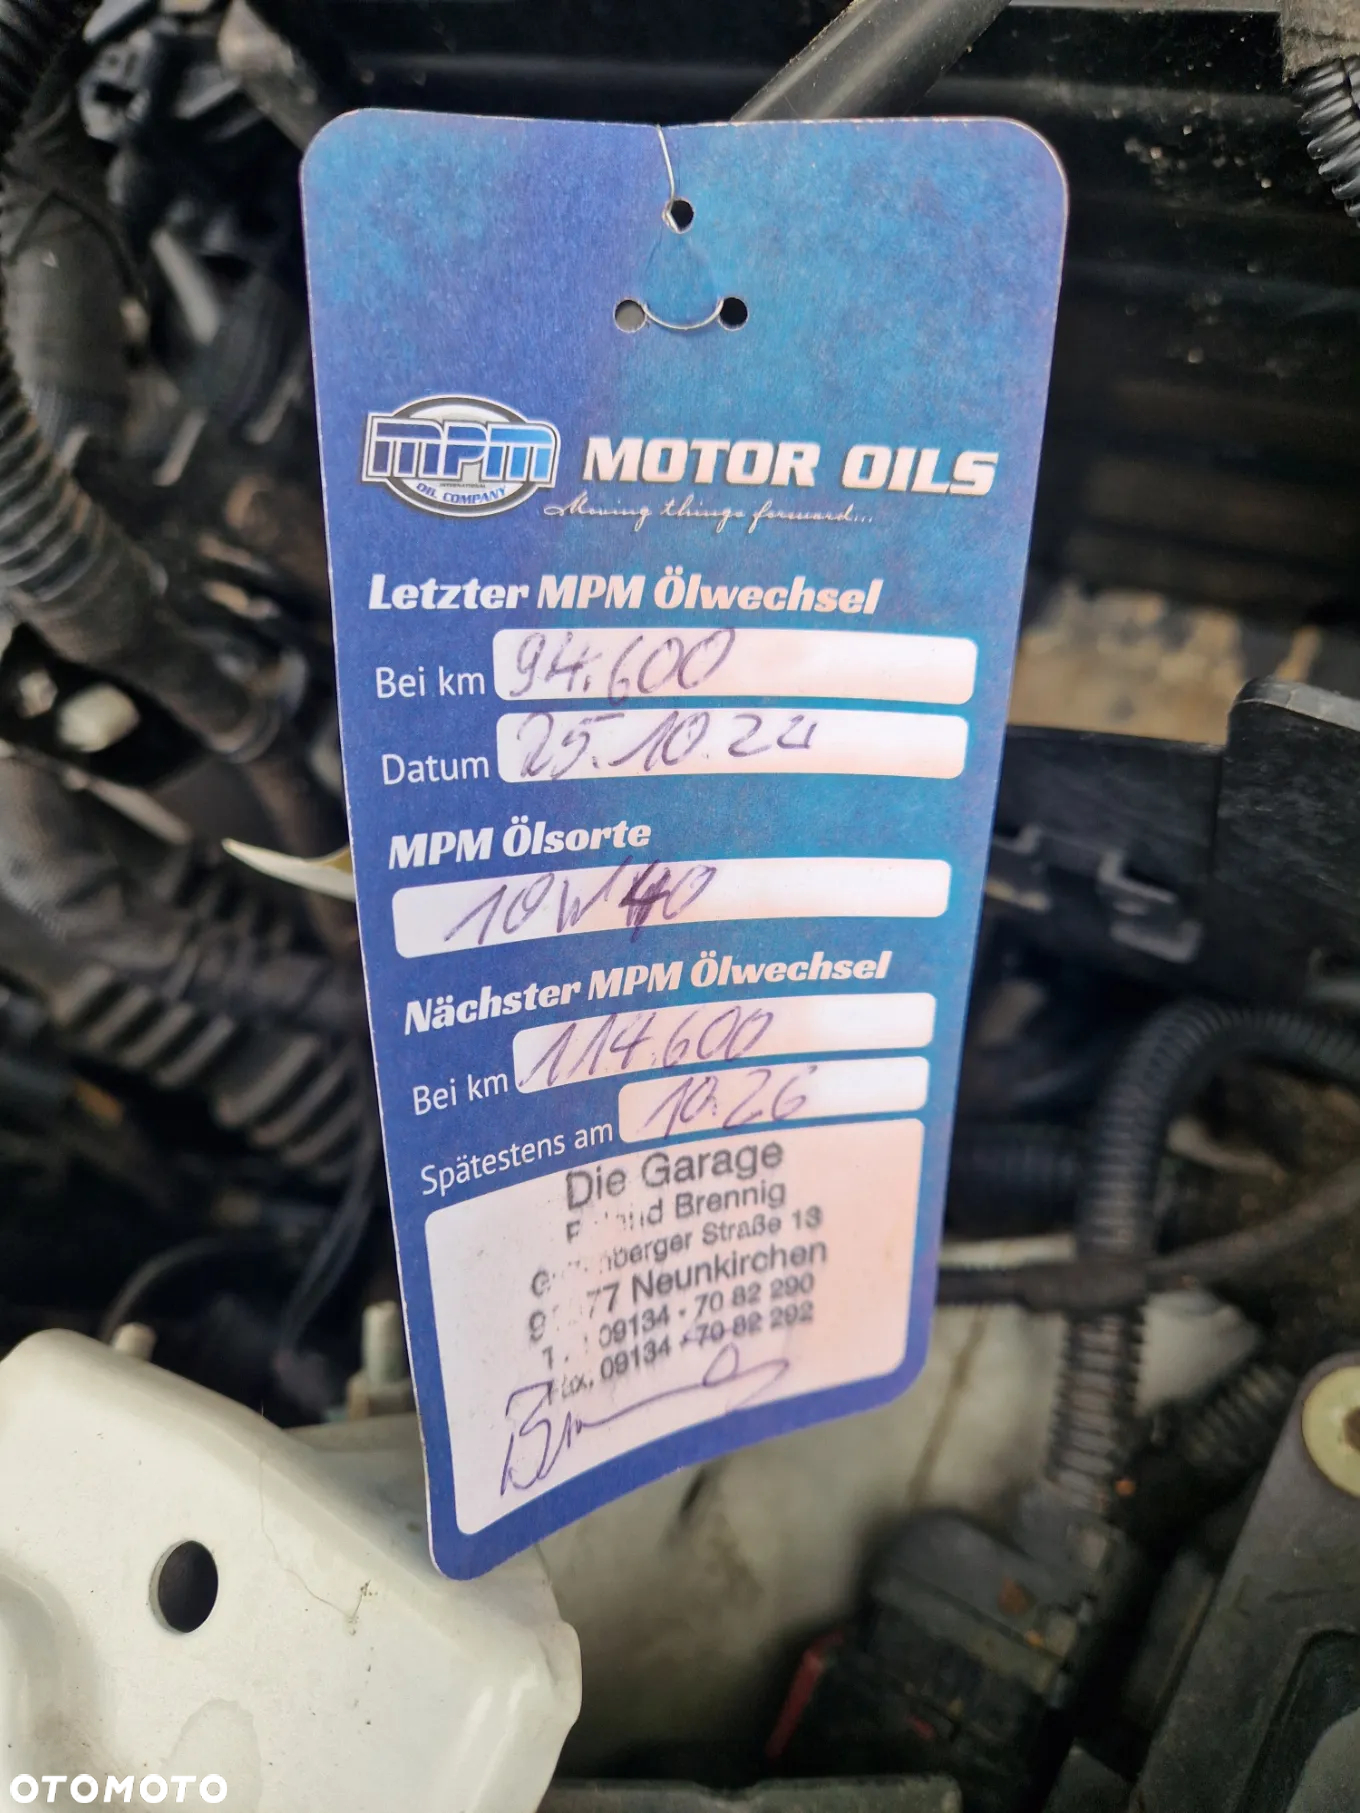 MPM
INTERNATIONAL
OIL COMPANY
MOTOR OILS
Moving things forward...
Letzter MPM Ölwechsel
Bei km 94.600
Datum 25.10.24
MPM Ölsorte
10W40
Nächster MPM Ölwechsel
Bei km 114.600
Spätestens am 10.26
Die Garage
Brennig
Straße 13
Neunkirchen
09134 - 70 82 290
09134 - 70 82 292
OTOMOTO